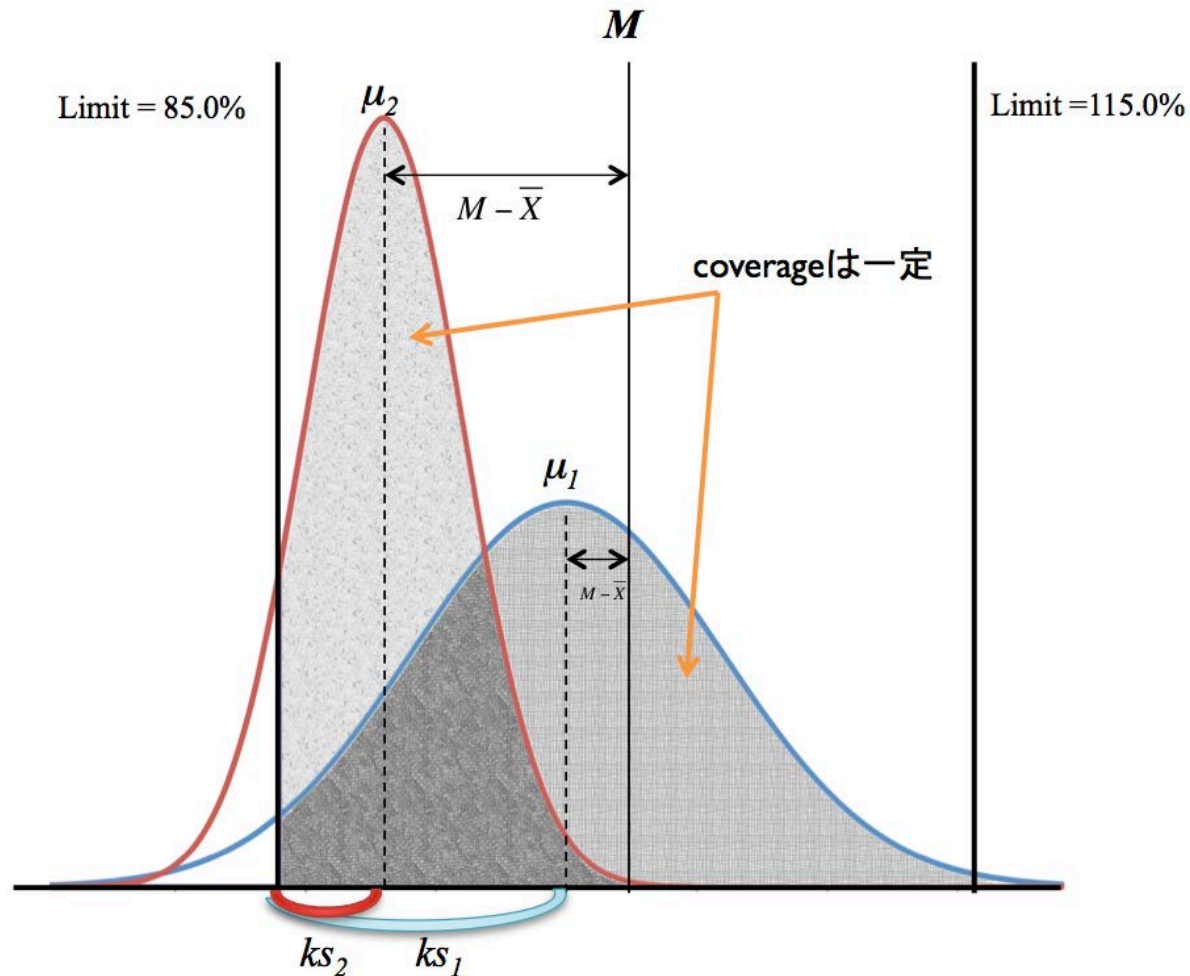 M
Limit = 85.0%
μ2
Limit =115.0%
M − X̅
coverageは一定
μ1
M − X̅
ks2
ks1